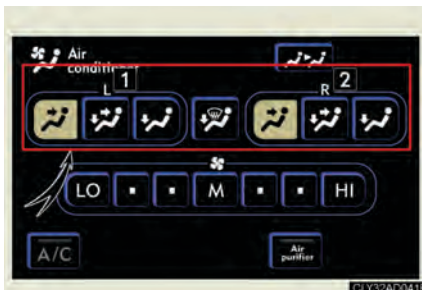 Air
conditioner
L 1
R 2
LO M HI
A/C
Air
purifier
CLY32AD041